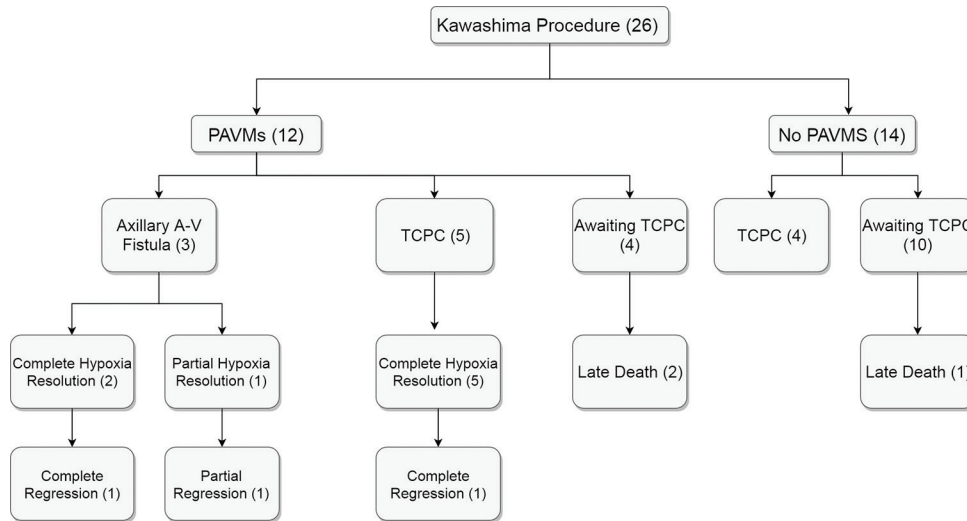 Kawashima Procedure (26)
PAVMs (12)
No PAVMS (14)
Axillary A-V
Fistula (3)
TCPC (5)
Awaiting TCPC
(4)
TCPC (4)
Awaiting TCPC
(10)
Complete Hypoxia
Resolution (2)
Partial Hypoxia
Resolution (1)
Complete Hypoxia
Resolution (5)
Late Death (2)
Late Death (1)
Complete
Regression (1)
Partial
Regression (1)
Complete
Regression (1)